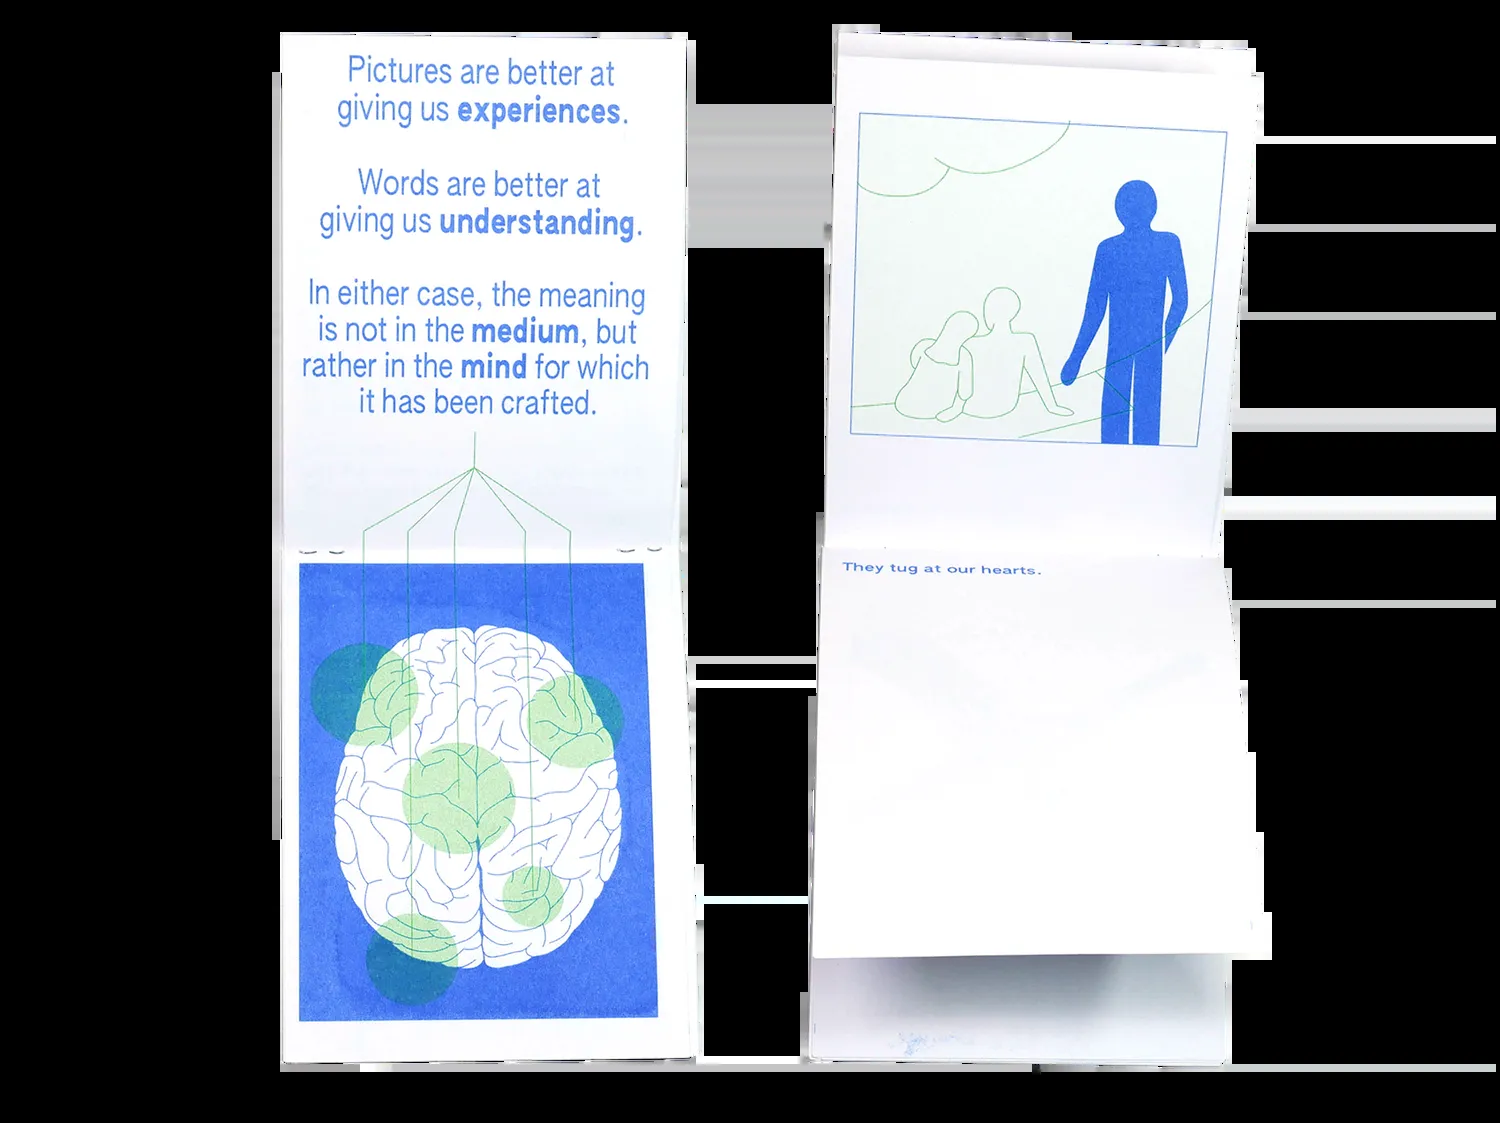 Pictures are better at
giving us experiences.
Words are better at
giving us understanding.
In either case, the meaning
is not in the medium, but
rather in the mind for which
it has been crafted.
They tug at our hearts.